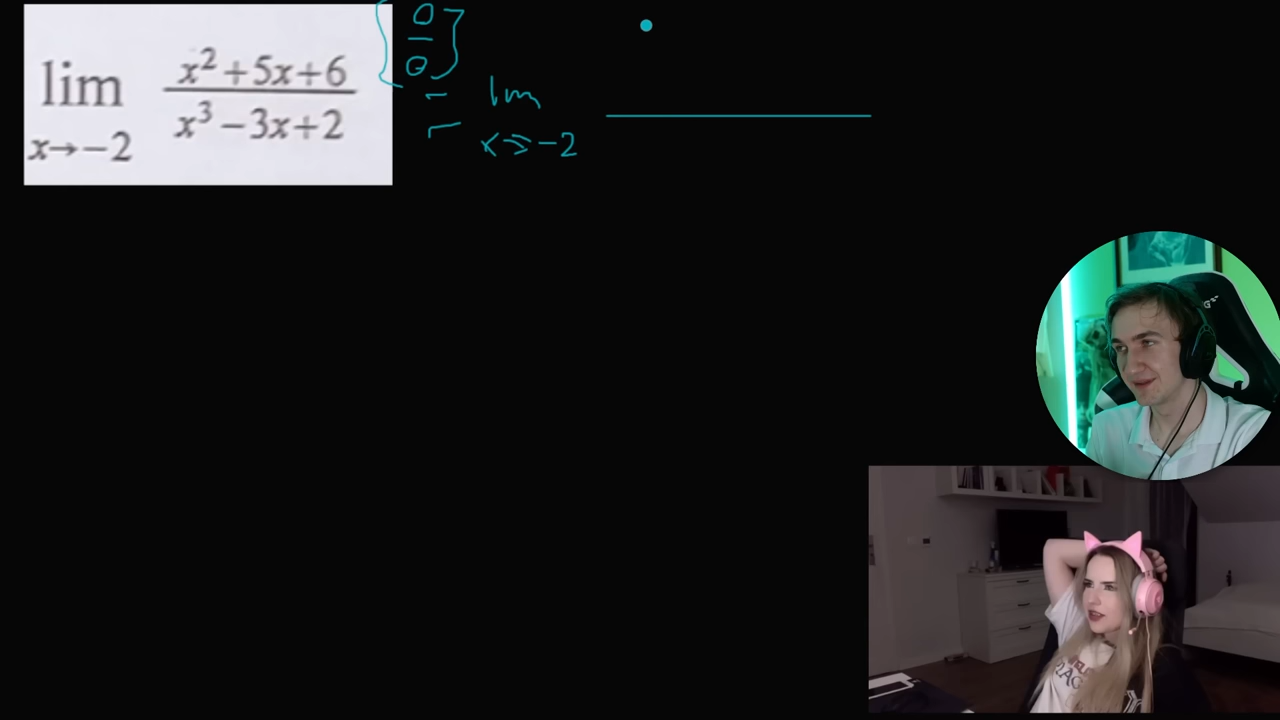 lim x→-2 x²+5x+6 / x³-3x+2
{0/0}
= lim x→-2